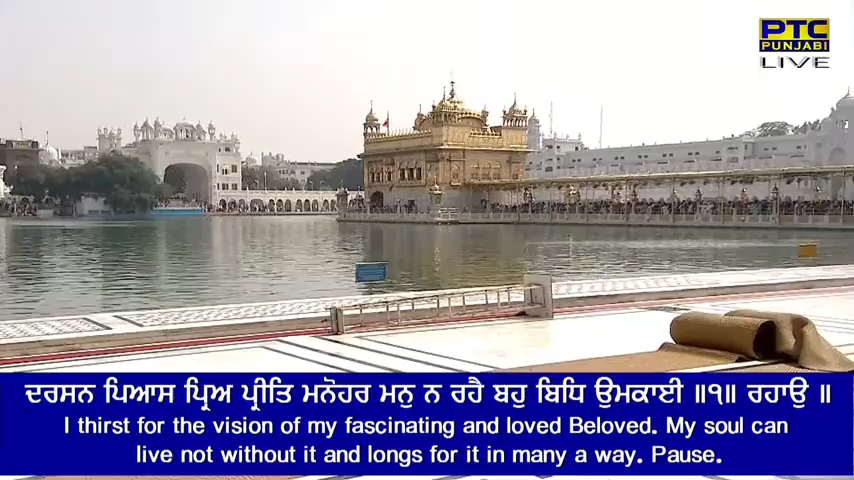 PTC
PUNJABI
LIVE
ਦਰਸਨ ਪਿਆਸ ਪ੍ਰਿਅ ਪ੍ਰੀਤਿ ਮਨੋਹਰ ਮਨੁ ਨ ਰਹੈ ਬਹੁ ਬਿਧਿ ਉਮਕਾਈ ॥੧॥ ਰਹਾਉ ॥
I thirst for the vision of my fascinating and loved Beloved. My soul can
live not without it and longs for it in many a way. Pause.